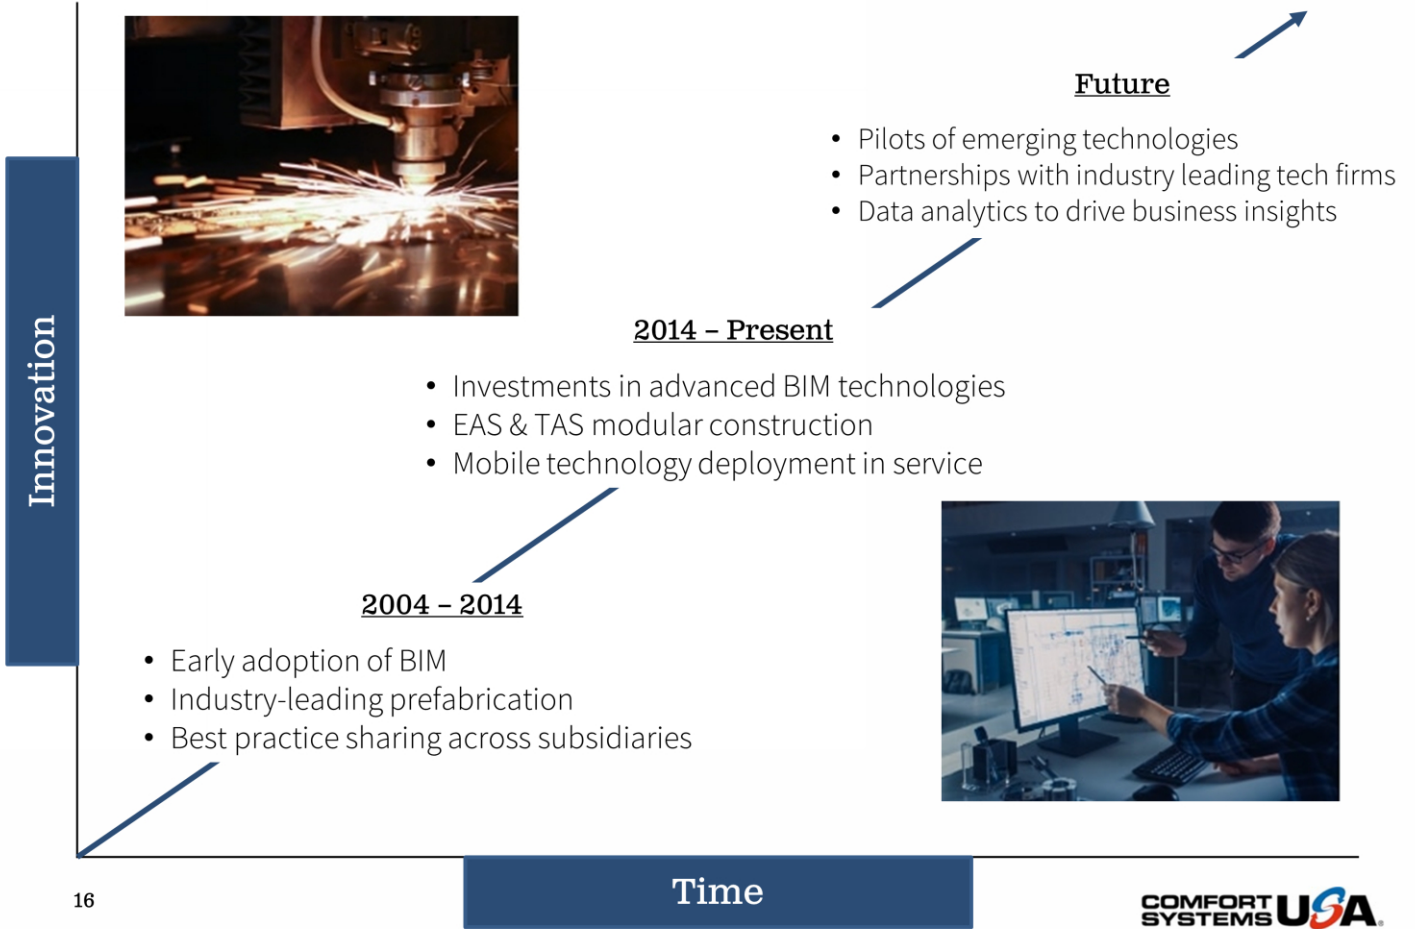 Innovation
Future
• Pilots of emerging technologies
• Partnerships with industry leading tech firms
• Data analytics to drive business insights
2014 – Present
• Investments in advanced BIM technologies
• EAS & TAS modular construction
• Mobile technology deployment in service
2004 – 2014
• Early adoption of BIM
• Industry-leading prefabrication
• Best practice sharing across subsidiaries
Time
16
COMFORT
SYSTEMS USA®